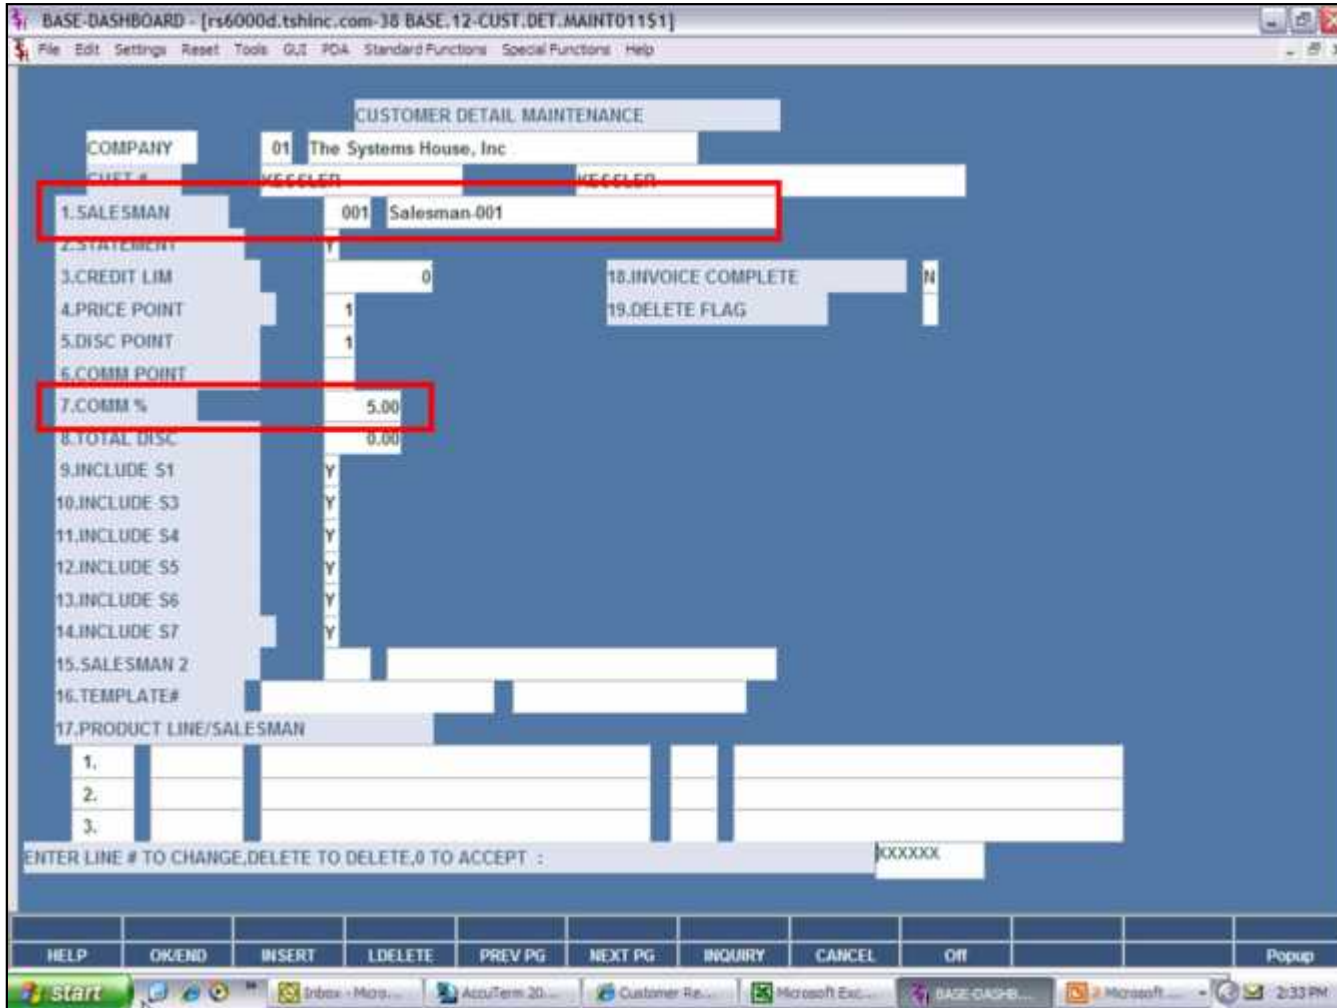 BASE-DASHBOARD - [rs6000d.tshinc.com-38 BASE.12-CUST.DET.MAINT01151]
File Edit Settings Reset Tools GUI PDA Standard Functions Special Functions Help
CUSTOMER DETAIL MAINTENANCE
COMPANY 01 The Systems House, Inc
CUST # KESSLER KESSLER
1.SALESMAN 001 Salesman-001
2.STATEMENT Y
3.CREDIT LIM 0 18.INVOICE COMPLETE N
4.PRICE POINT 1 19.DELETE FLAG
5.DISC POINT 1
6.COMM POINT
7.COMM % 5.00
8.TOTAL DISC 0.00
9.INCLUDE S1 Y
10.INCLUDE S3 Y
11.INCLUDE S4 Y
12.INCLUDE S5 Y
13.INCLUDE S6 Y
14.INCLUDE S7 Y
15.SALESMAN 2
16.TEMPLATE#
17.PRODUCT LINE/SALESMAN
1.
2.
3.
ENTER LINE # TO CHANGE,DELETE TO DELETE,0 TO ACCEPT : XXXXXX
HELP OK/END INSERT LDELETE PREV PG NEXT PG INQUIRY CANCEL Off Popup
start Inbox - Micro... AccuTerm 20... Customer Re... Microsoft Exc... BASE-DASHB... 2 Microsoft ... 2:33 PM